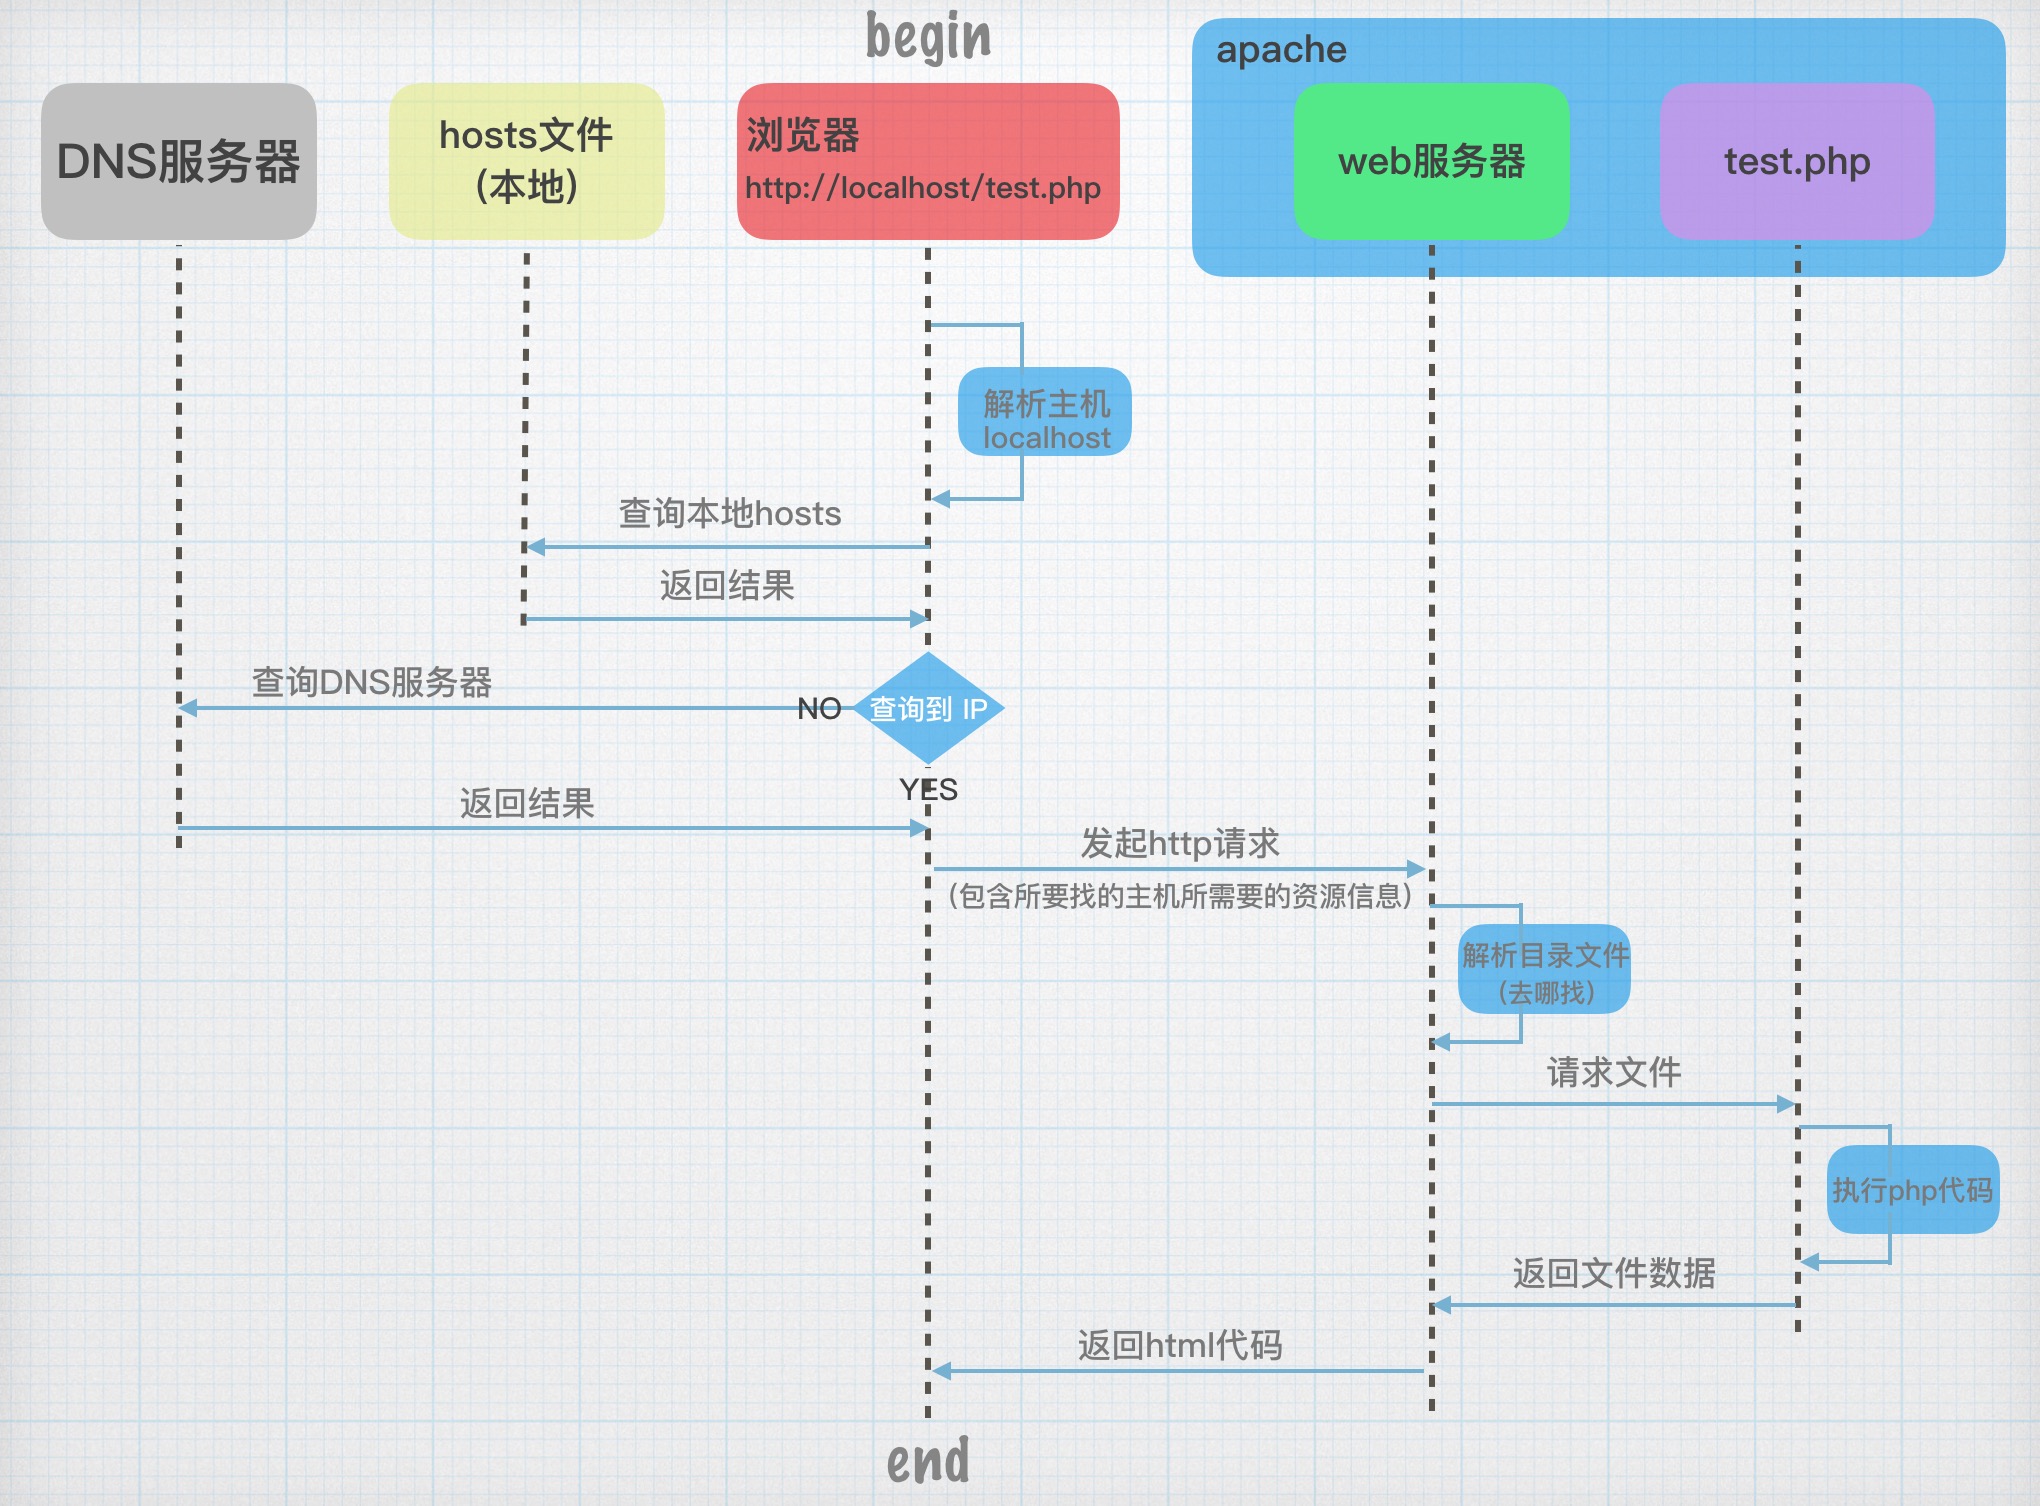 begin
apache
DNS服务器
hosts文件
(本地)
浏览器
http://localhost/test.php
web服务器
test.php
解析主机
localhost
查询本地hosts
返回结果
查询DNS服务器
NO
查询到 IP
YES
返回结果
发起http请求
(包含所要找的主机所需要的资源信息)
解析目录文件
(去哪找)
请求文件
执行php代码
返回文件数据
返回html代码
end